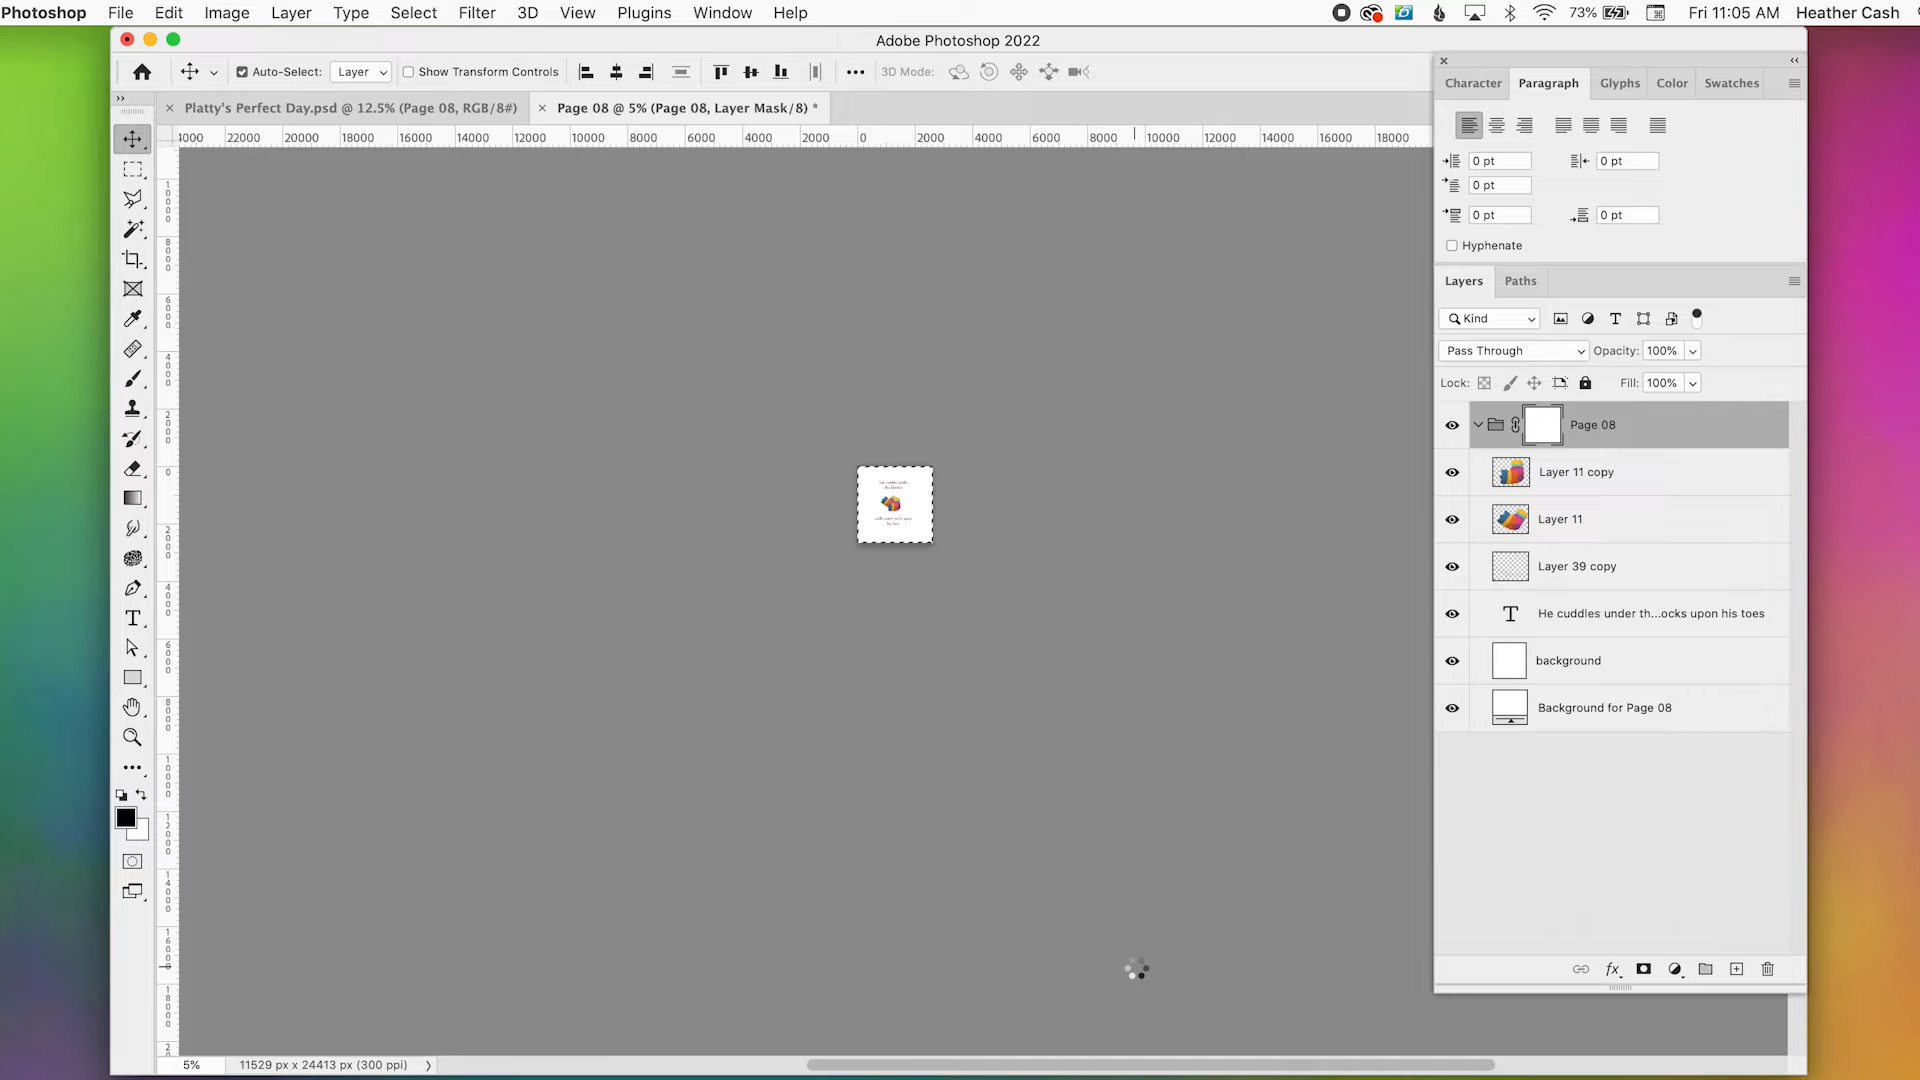 Photoshop File Edit Image Layer Type Select Filter 3D View Plugins Window Help 73% Fri 11:05 AM Heather Cash
Adobe Photoshop 2022
Auto-Select: Layer Show Transform Controls 3D Mode:
Platty's Perfect Day.psd @ 12.5% (Page 08, RGB/8#) Page 08 @ 5% (Page 08, Layer Mask/8) *
4000 22000 20000 18000 16000 14000 12000 10000 8000 6000 4000 2000 0 2000 4000 6000 8000 10000 12000 14000 16000 18000
Character Paragraph Glyphs Color Swatches
0 pt 0 pt
0 pt
0 pt 0 pt
Hyphenate
Layers Paths
Kind
Pass Through Opacity: 100%
Lock: Fill: 100%
Page 08
Layer 11 copy
Layer 11
Layer 39 copy
He cuddles under th...ocks upon his toes
background
Background for Page 08
5% 11529 px x 24413 px (300 ppi)